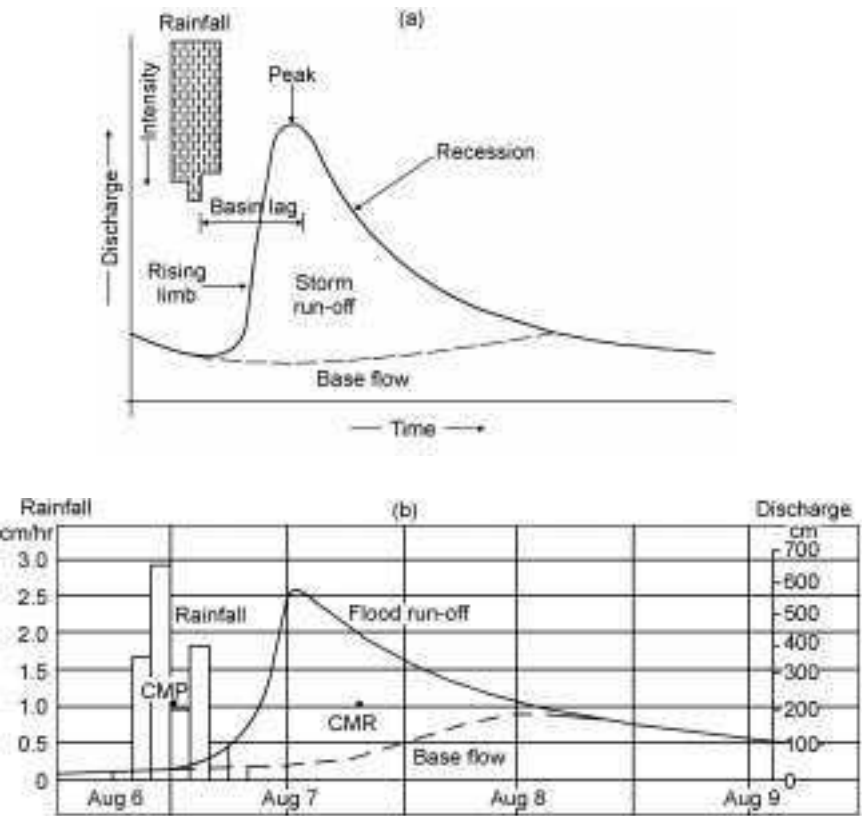 (a)
Rainfall
Intensity
Peak
Discharge
Recession
Basin lag
Rising
limb
Storm
run-off
Base flow
Time
Rainfall
(b)
Discharge
cm/hr
cm
700
3.0
600
2.5
Rainfall
Flood run-off
500
2.0
400
1.5
300
CMP
1.0
200
CMR
0.5
Base flow
100
0
0
Aug 6
Aug 7
Aug 8
Aug 9